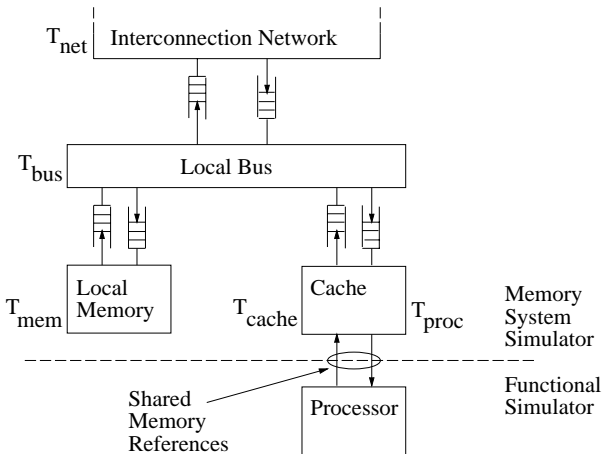 T_net
Interconnection Network
T_bus
Local Bus
Local
Memory
T_mem
Cache
T_cache
T_proc
Memory
System
Simulator
Shared
Memory
References
Processor
Functional
Simulator